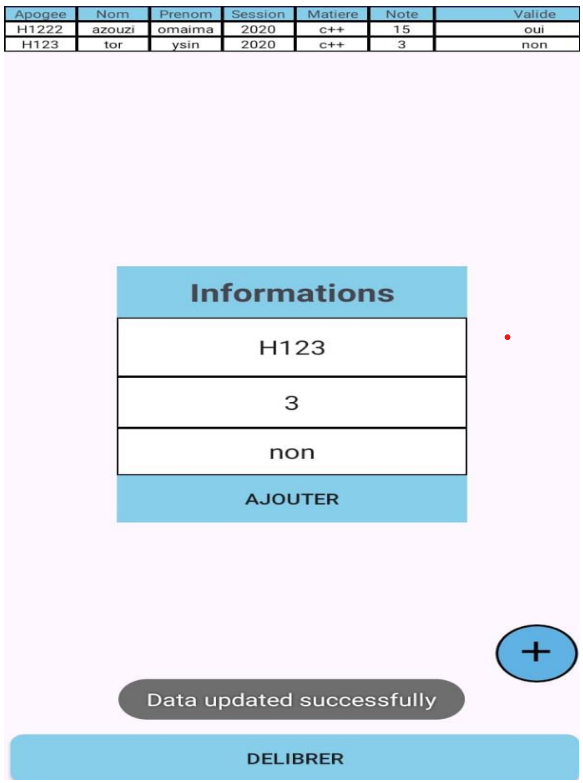 Apogee Nom Prenom Session Matiere Note Valide
H1222 azouzi omaima 2020 c++ 15 oui
H123 tor ysin 2020 c++ 3 non
Informations
H123
3
non
AJOUTER
+
Data updated successfully
DELIBRER